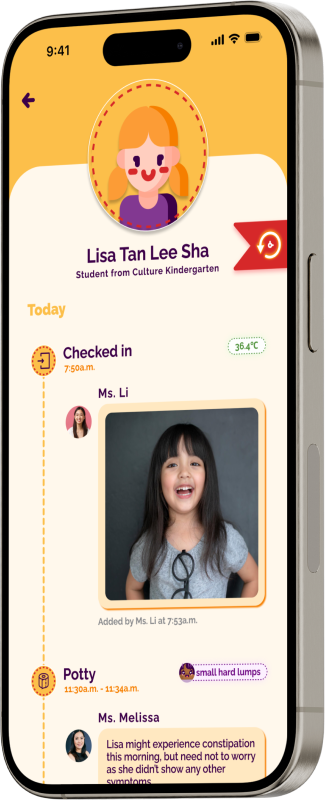 9:41
Lisa Tan Lee Sha
Student from Culture Kindergarten
Today
Checked in
36.4°C
7:50a.m.
Ms. Li
Added by Ms. Li at 7:53a.m.
Potty
small hard lumps
11:30a.m. - 11:34a.m.
Ms. Melissa
Lisa might experience constipation
this morning, but need not to worry
as she didn't show any other
symptoms